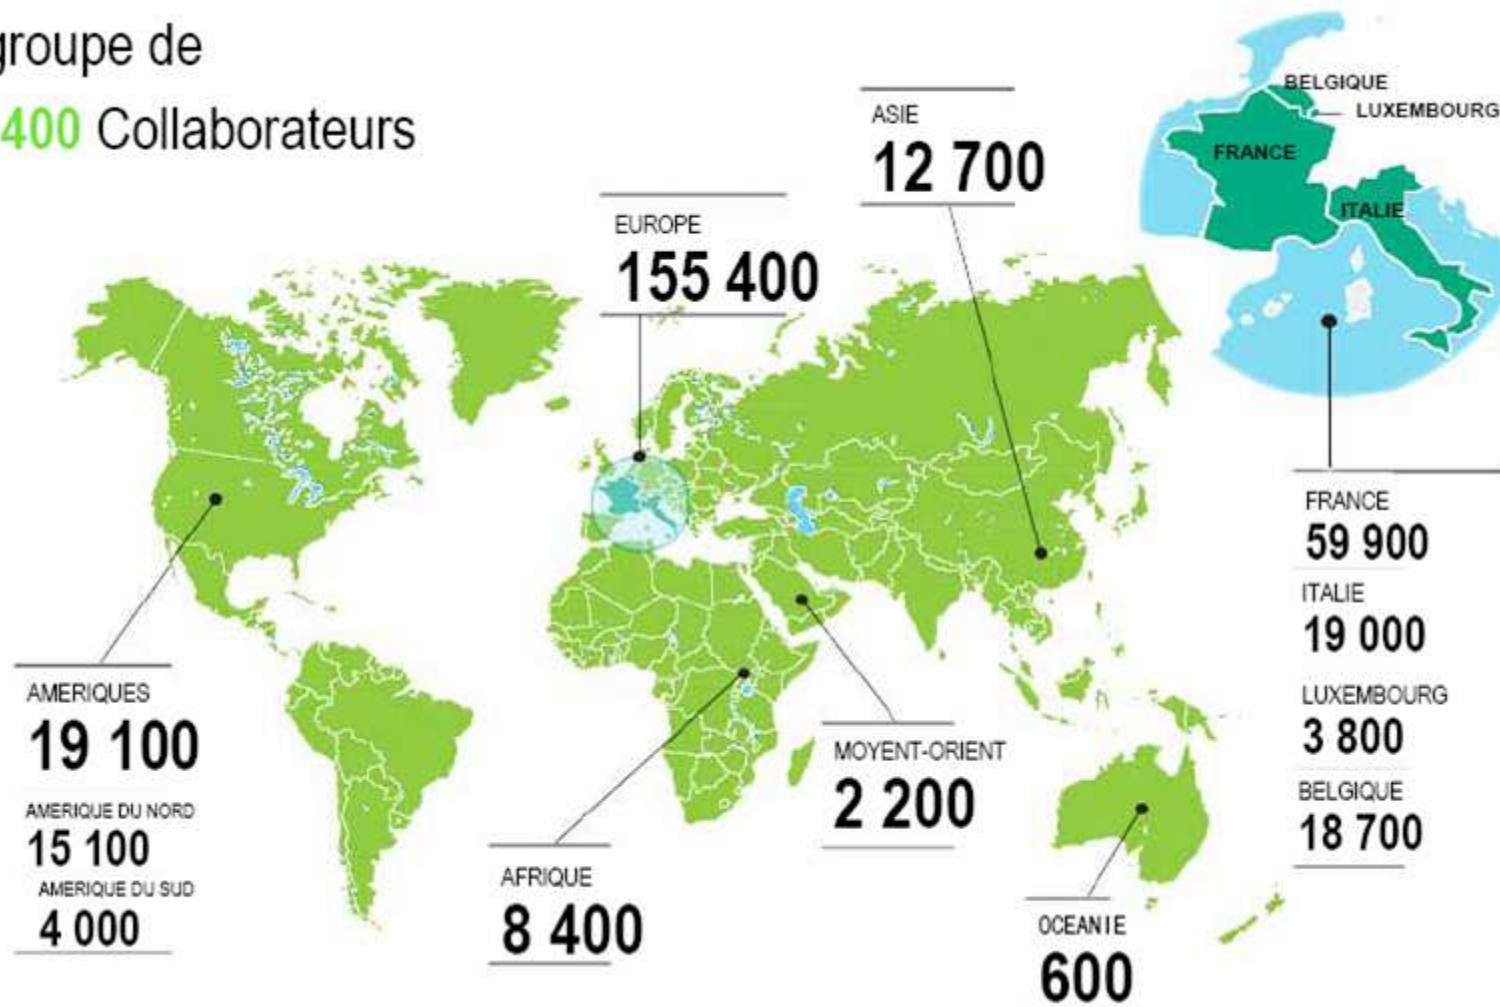 groupe de
400 Collaborateurs
ASIE
12 700
EUROPE
155 400
BELGIQUE
LUXEMBOURG
FRANCE
ITALIE
FRANCE
59 900
ITALIE
19 000
LUXEMBOURG
3 800
BELGIQUE
18 700
AMERIQUES
19 100
AMERIQUE DU NORD
15 100
AMERIQUE DU SUD
4 000
AFRIQUE
8 400
MOYENT-ORIENT
2 200
OCEANIE
600